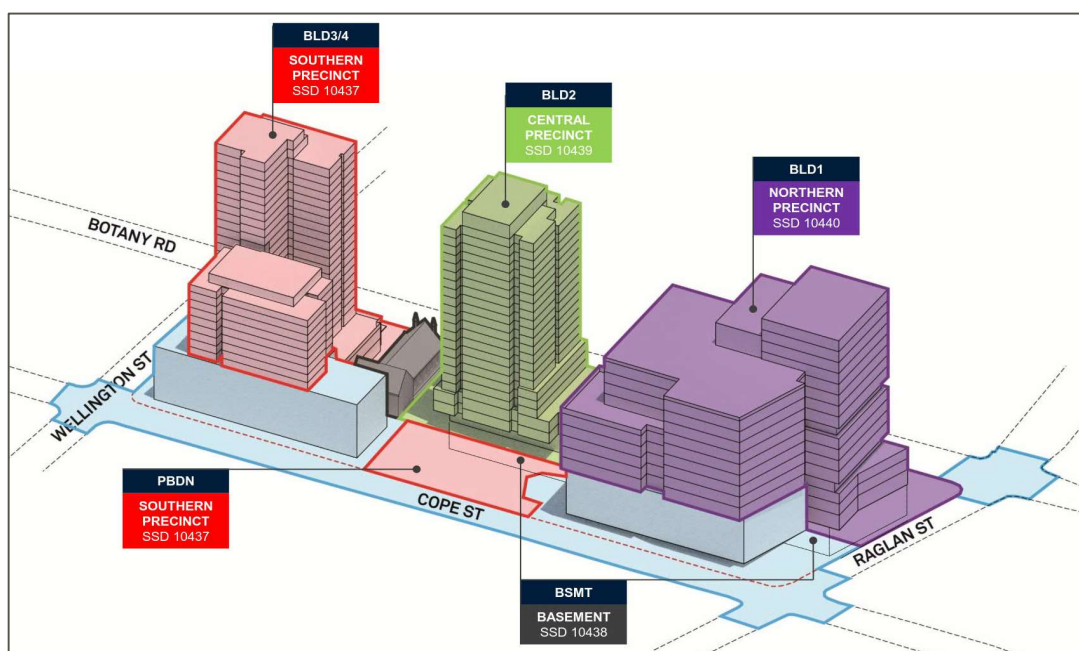 BLD3/4
SOUTHERN
PRECINCT
SSD 10437
BLD2
CENTRAL
PRECINCT
SSD 10439
BLD1
NORTHERN
PRECINCT
SSD 10440
BOTANY RD
WELLINGTON ST
PBDN
SOUTHERN
PRECINCT
SSD 10437
COPE ST
RAGLAN ST
BSMT
BASEMENT
SSD 10438